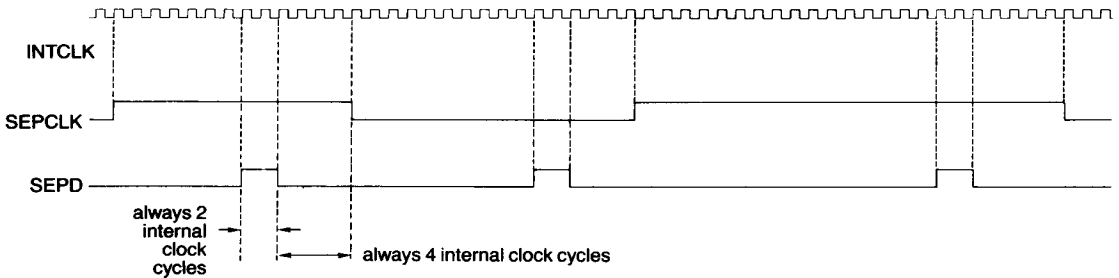 INTCLK
SEPCLK
SEPD
always 2
internal
clock
cycles
always 4 internal clock cycles